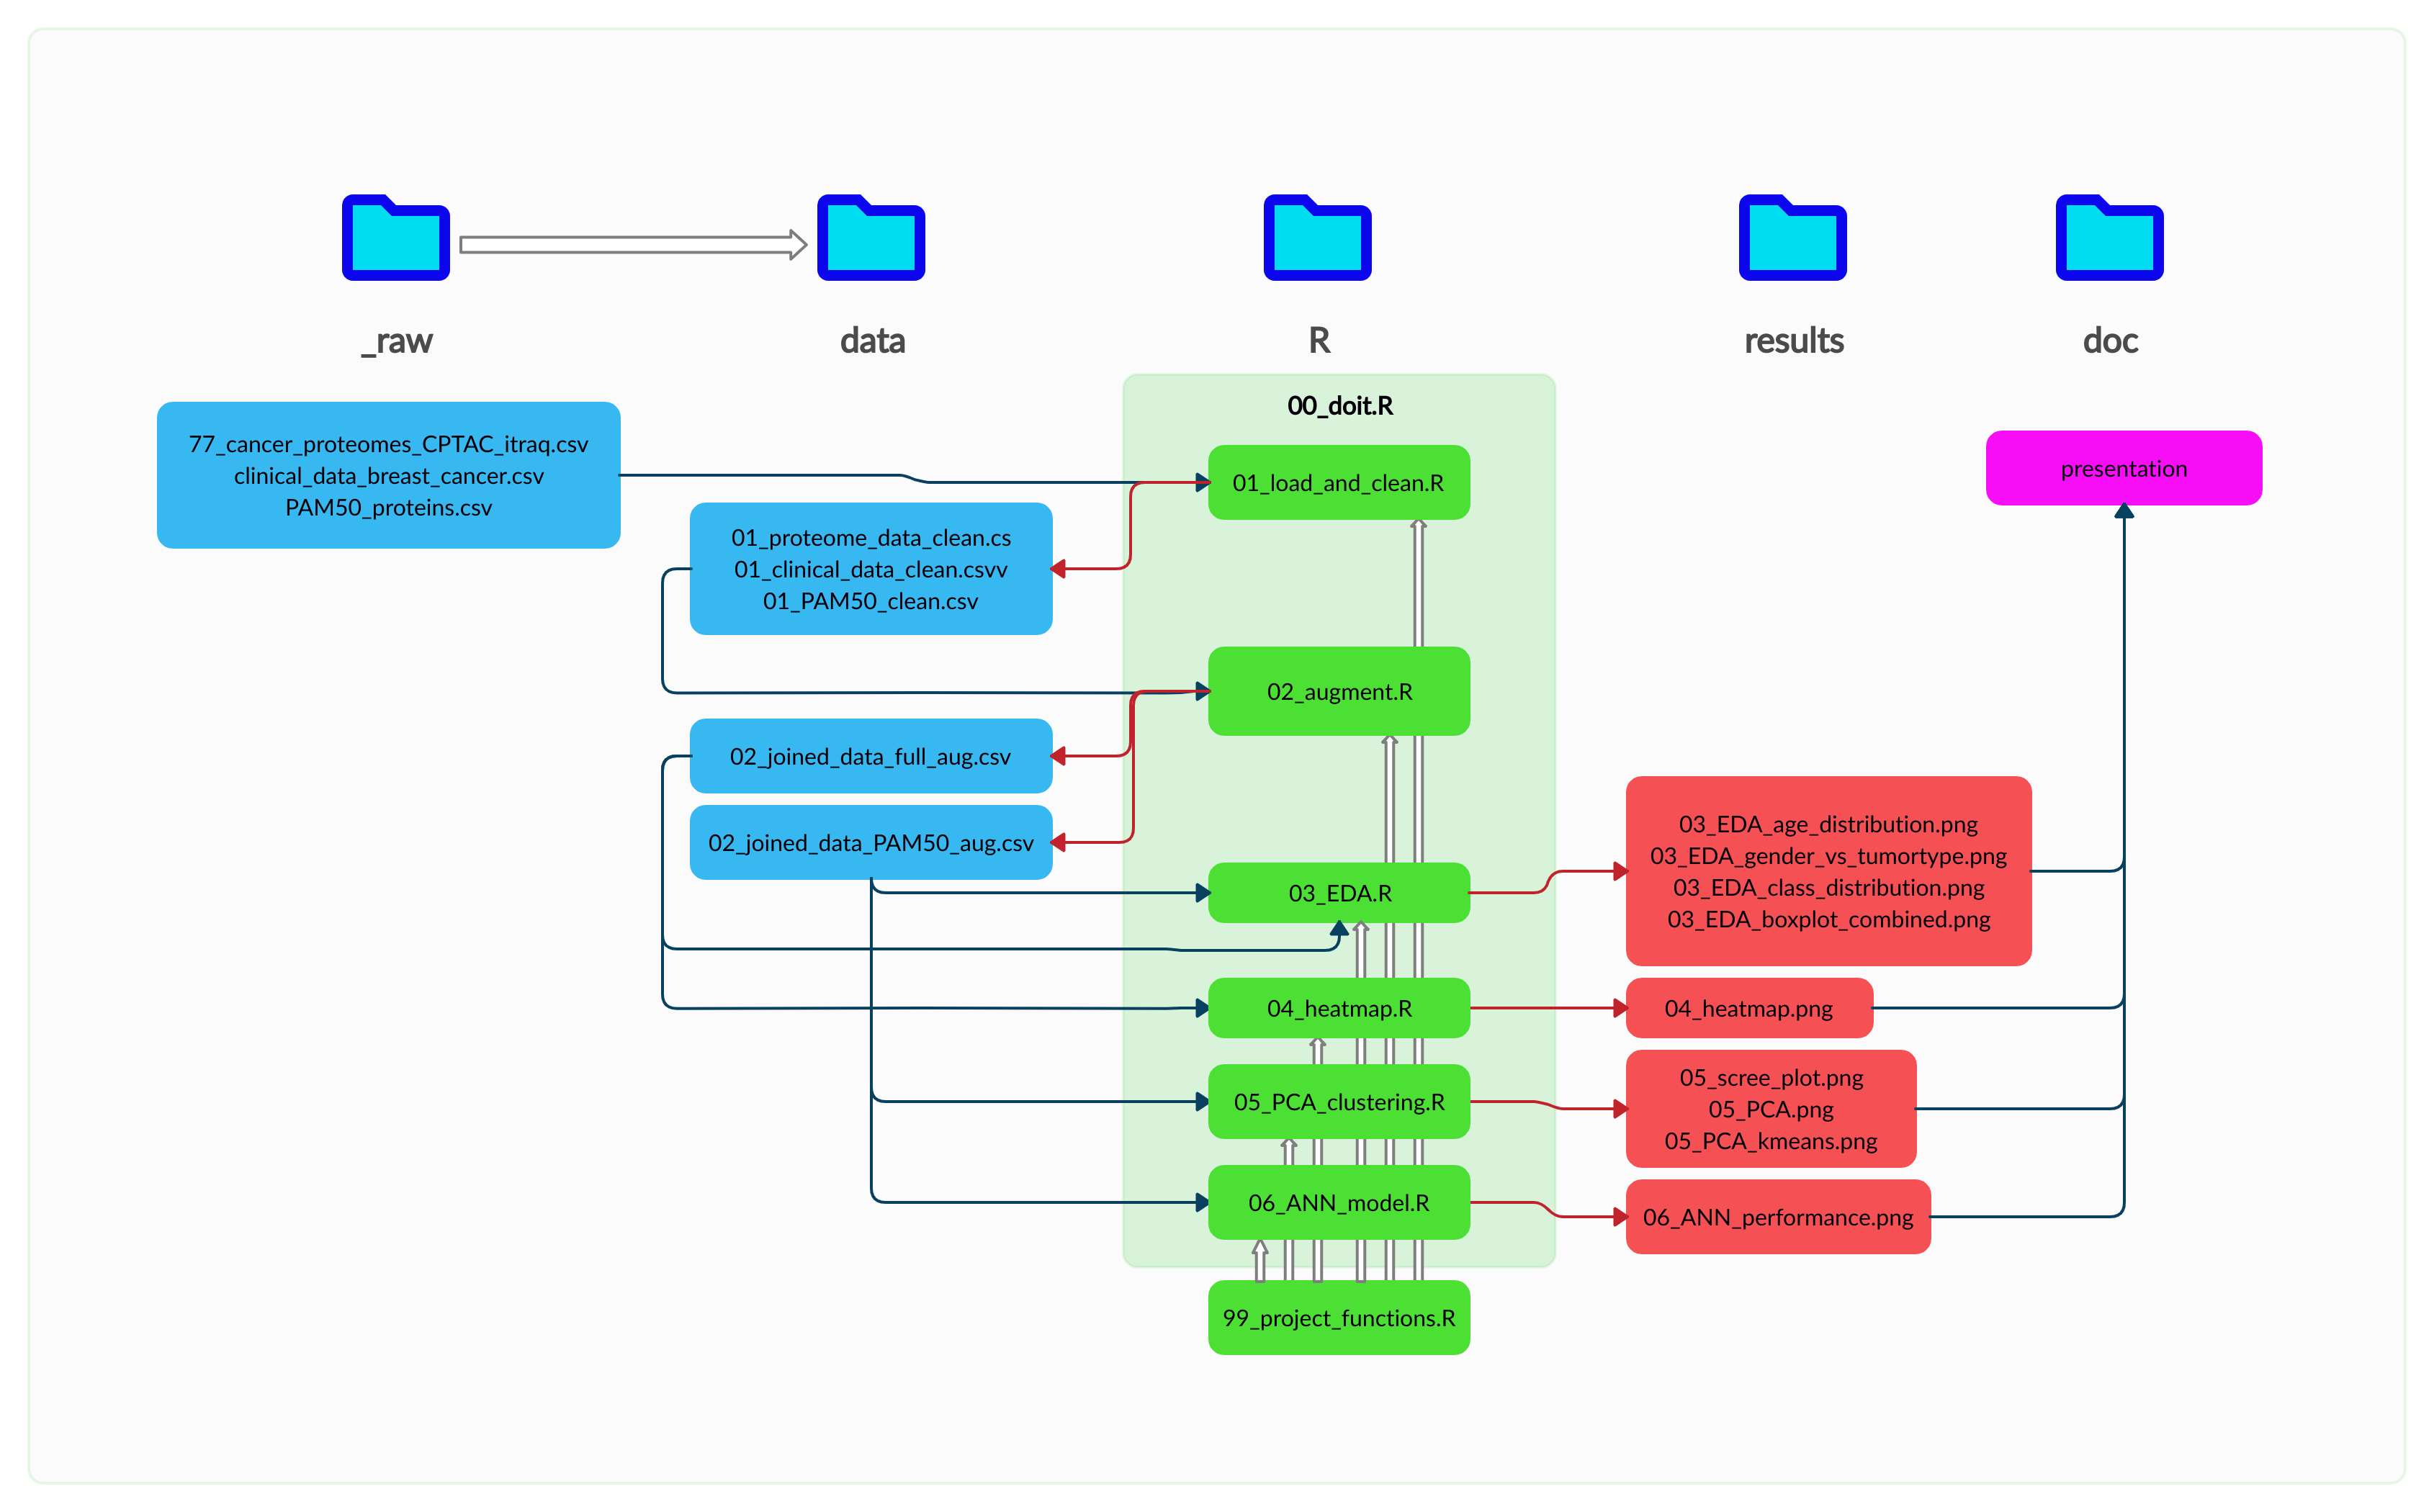 _raw
data
R
results
doc
00_doit.R
77_cancer_proteomes_CPTAC_itraq.csv
clinical_data_breast_cancer.csv
PAM50_proteins.csv
01_load_and_clean.R
presentation
01_proteome_data_clean.cs
01_clinical_data_clean.csvv
01_PAM50_clean.csv
02_augment.R
02_joined_data_full_aug.csv
02_joined_data_PAM50_aug.csv
03_EDA.R
03_EDA_age_distribution.png
03_EDA_gender_vs_tumortype.png
03_EDA_class_distribution.png
03_EDA_boxplot_combined.png
04_heatmap.R
04_heatmap.png
05_PCA_clustering.R
05_scree_plot.png
05_PCA.png
05_PCA_kmeans.png
06_ANN_model.R
06_ANN_performance.png
99_project_functions.R